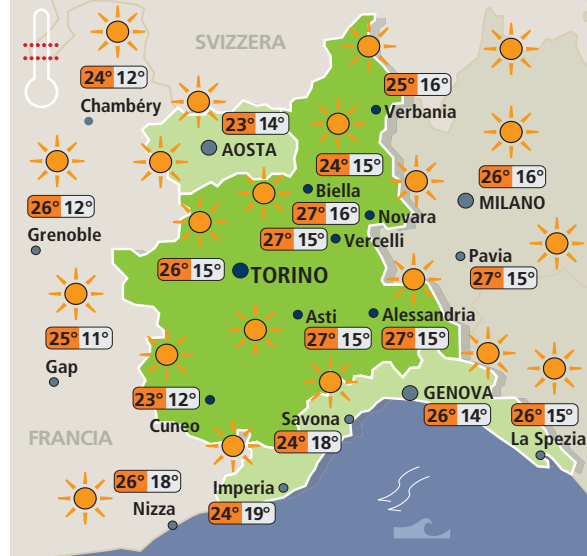 SVIZZERA
24° 12°
Chambéry
25° 16°
Verbania
23° 14°
AOSTA
24° 15°
Biella
26° 16°
MILANO
26° 12°
Grenoble
27° 16°
Novara
27° 15°
Vercelli
26° 15°
TORINO
Pavia
27° 15°
25° 11°
Gap
Asti
27° 15°
Alessandria
27° 15°
23° 12°
Cuneo
GENOVA
26° 14°
Savona
24° 18°
26° 15°
La Spezia
FRANCIA
26° 18°
Nizza
Imperia
24° 19°